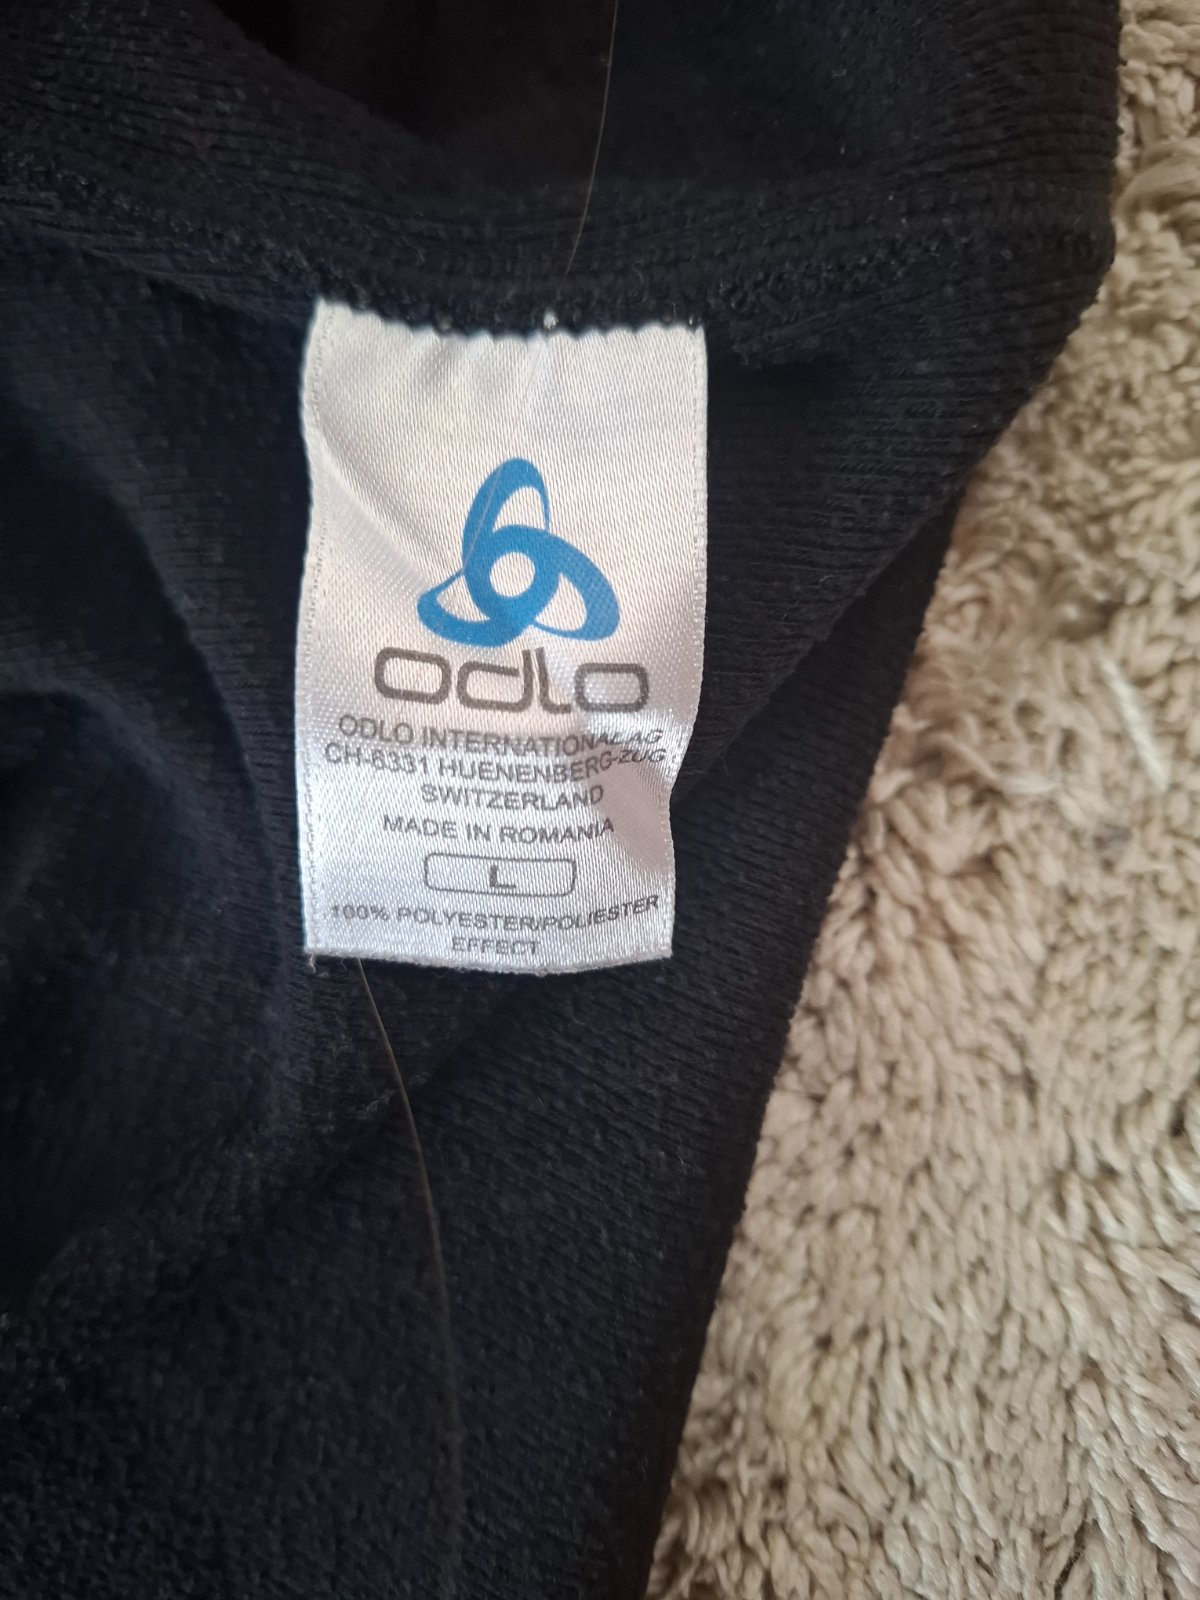 odlo
ODLO INTERNATIONAL AG
CH-6331 HUENENBERG-ZUG
SWITZERLAND
MADE IN ROMANIA
L
100% POLYESTER/POLIESTER
EFFECT